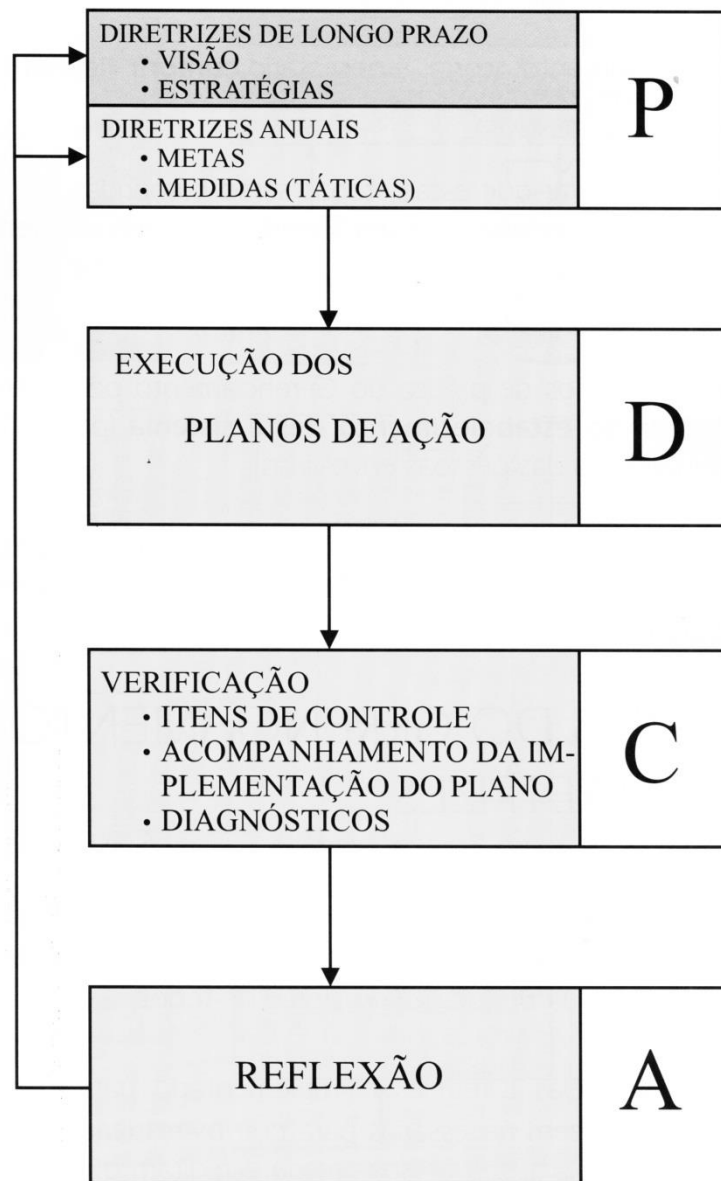 DIRETRIZES DE LONGO PRAZO
• VISÃO
• ESTRATÉGIAS
P
DIRETRIZES ANUAIS
• METAS
• MEDIDAS (TÁTICAS)
EXECUÇÃO DOS
PLANOS DE AÇÃO
D
VERIFICAÇÃO
• ITENS DE CONTROLE
• ACOMPANHAMENTO DA IM-
PLEMENTAÇÃO DO PLANO
• DIAGNÓSTICOS
C
REFLEXÃO
A